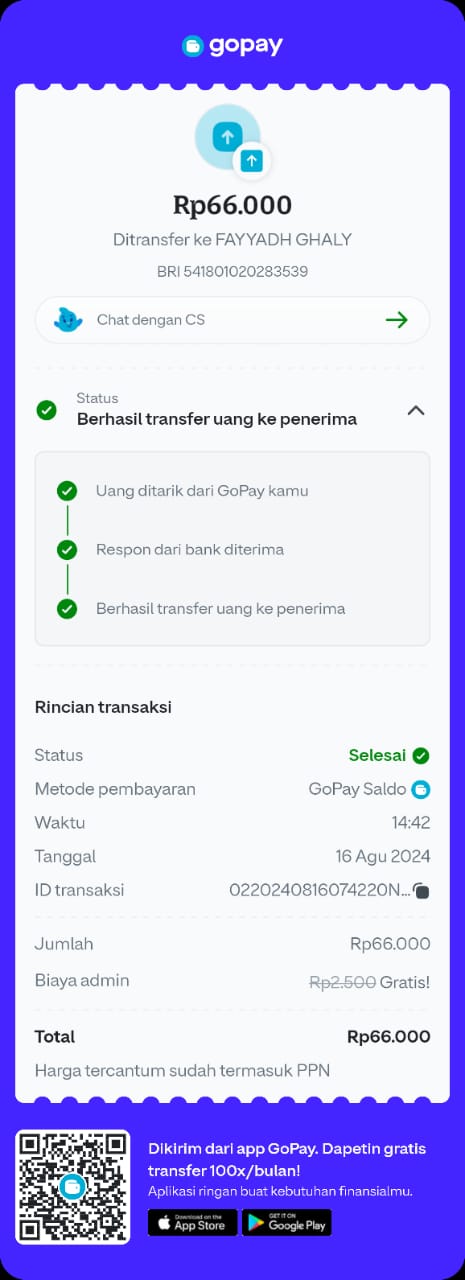 gopay
Rp66.000
Ditransfer ke FAYYADH GHALY
BRI 541801020283539
Chat dengan CS
Status
Berhasil transfer uang ke penerima
Uang ditarik dari GoPay kamu
Respon dari bank diterima
Berhasil transfer uang ke penerima
Rincian transaksi
Status Selesai
Metode pembayaran GoPay Saldo
Waktu 14:42
Tanggal 16 Agu 2024
ID transaksi 0220240816074220N...
Jumlah Rp66.000
Biaya admin Rp2.500 Gratis!
Total Rp66.000
Harga tercantum sudah termasuk PPN
Dikirim dari app GoPay. Dapetin gratis
transfer 100x/bulan!
Aplikasi ringan buat kebutuhan finansialmu.
Download on the App Store GET IT ON Google Play